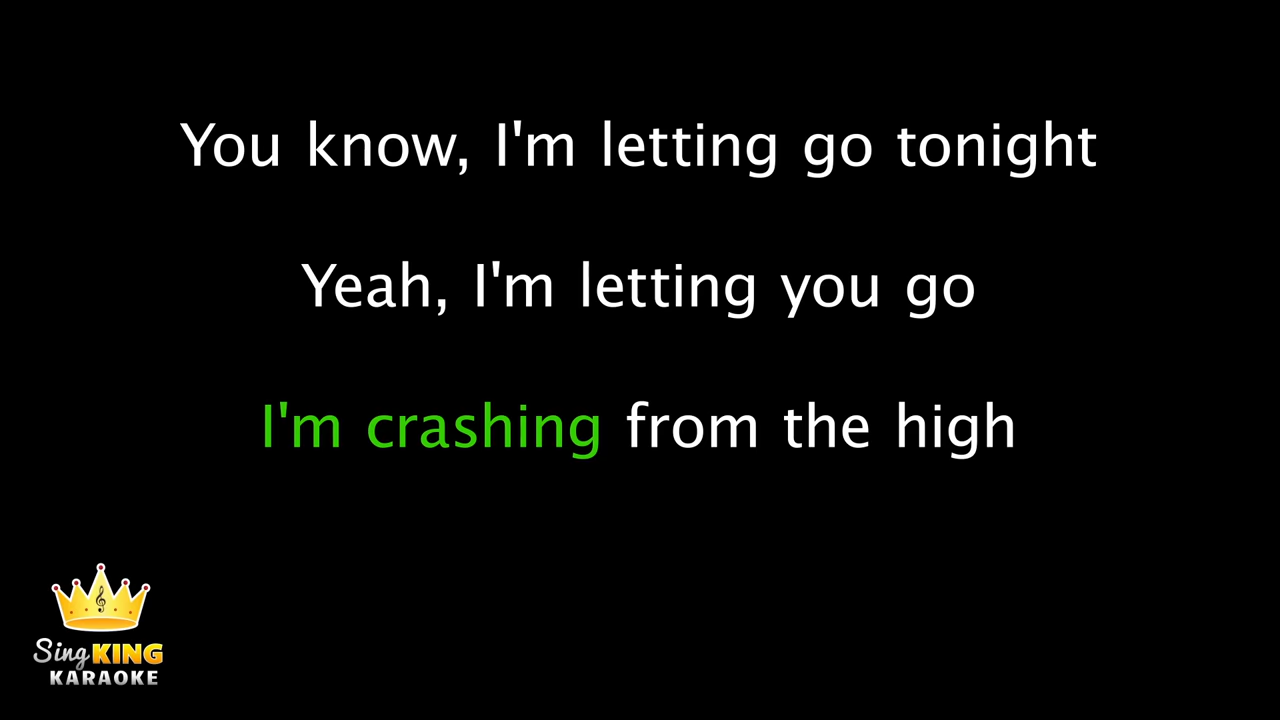 You know, I'm letting go tonight
Yeah, I'm letting you go
I'm crashing from the high
Sing KING
KARAOKE